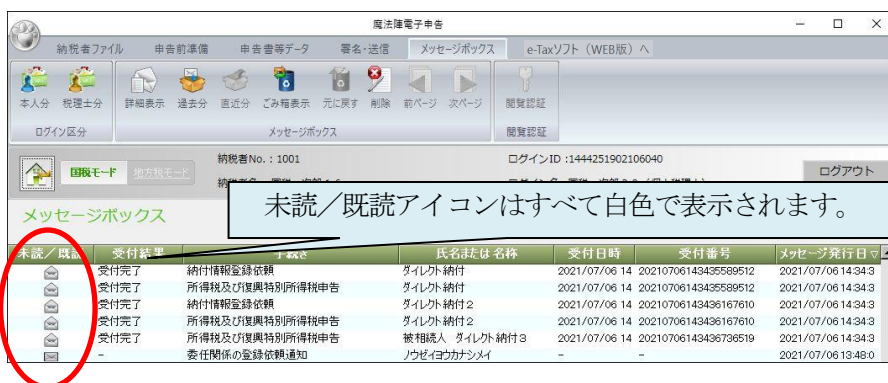 魔法陣電子申告
納税者ファイル 申告前準備 申告書等データ 署名・送信 メッセージボックス e-Taxソフト（WEB版）へ
本人分 税理士分 詳細表示 過去分 直近分 ごみ箱表示 元に戻す 削除 前ページ 次ページ 閲覧認証
ログイン区分 メッセージボックス 閲覧認証
納税者No.：1001 ログインID：1444251902106040
国税モード 地方税モード ログアウト
未読／既読アイコンはすべて白色で表示されます。
メッセージボックス
未読／既読 受付結果 手続き 氏名または名称 受付日時 受付番号 メッセージ発行日▽
受付完了 納付情報登録依頼 ダイレクト納付 2021/07/06 14 20210706143435589512 2021/07/06 14:34:3
受付完了 所得税及び復興特別所得税申告 ダイレクト納付 2021/07/06 14 20210706143435589512 2021/07/06 14:34:3
受付完了 納付情報登録依頼 ダイレクト納付２ 2021/07/06 14 20210706143436167610 2021/07/06 14:34:3
受付完了 所得税及び復興特別所得税申告 ダイレクト納付２ 2021/07/06 14 20210706143436167610 2021/07/06 14:34:3
受付完了 所得税及び復興特別所得税申告 被相続人 ダイレクト納付３ 2021/07/06 14 20210706143436736519 2021/07/06 14:34:3
- 委任関係の登録依頼通知 ノウゼイヨウカナシメイ - - 2021/07/06 13:48:0